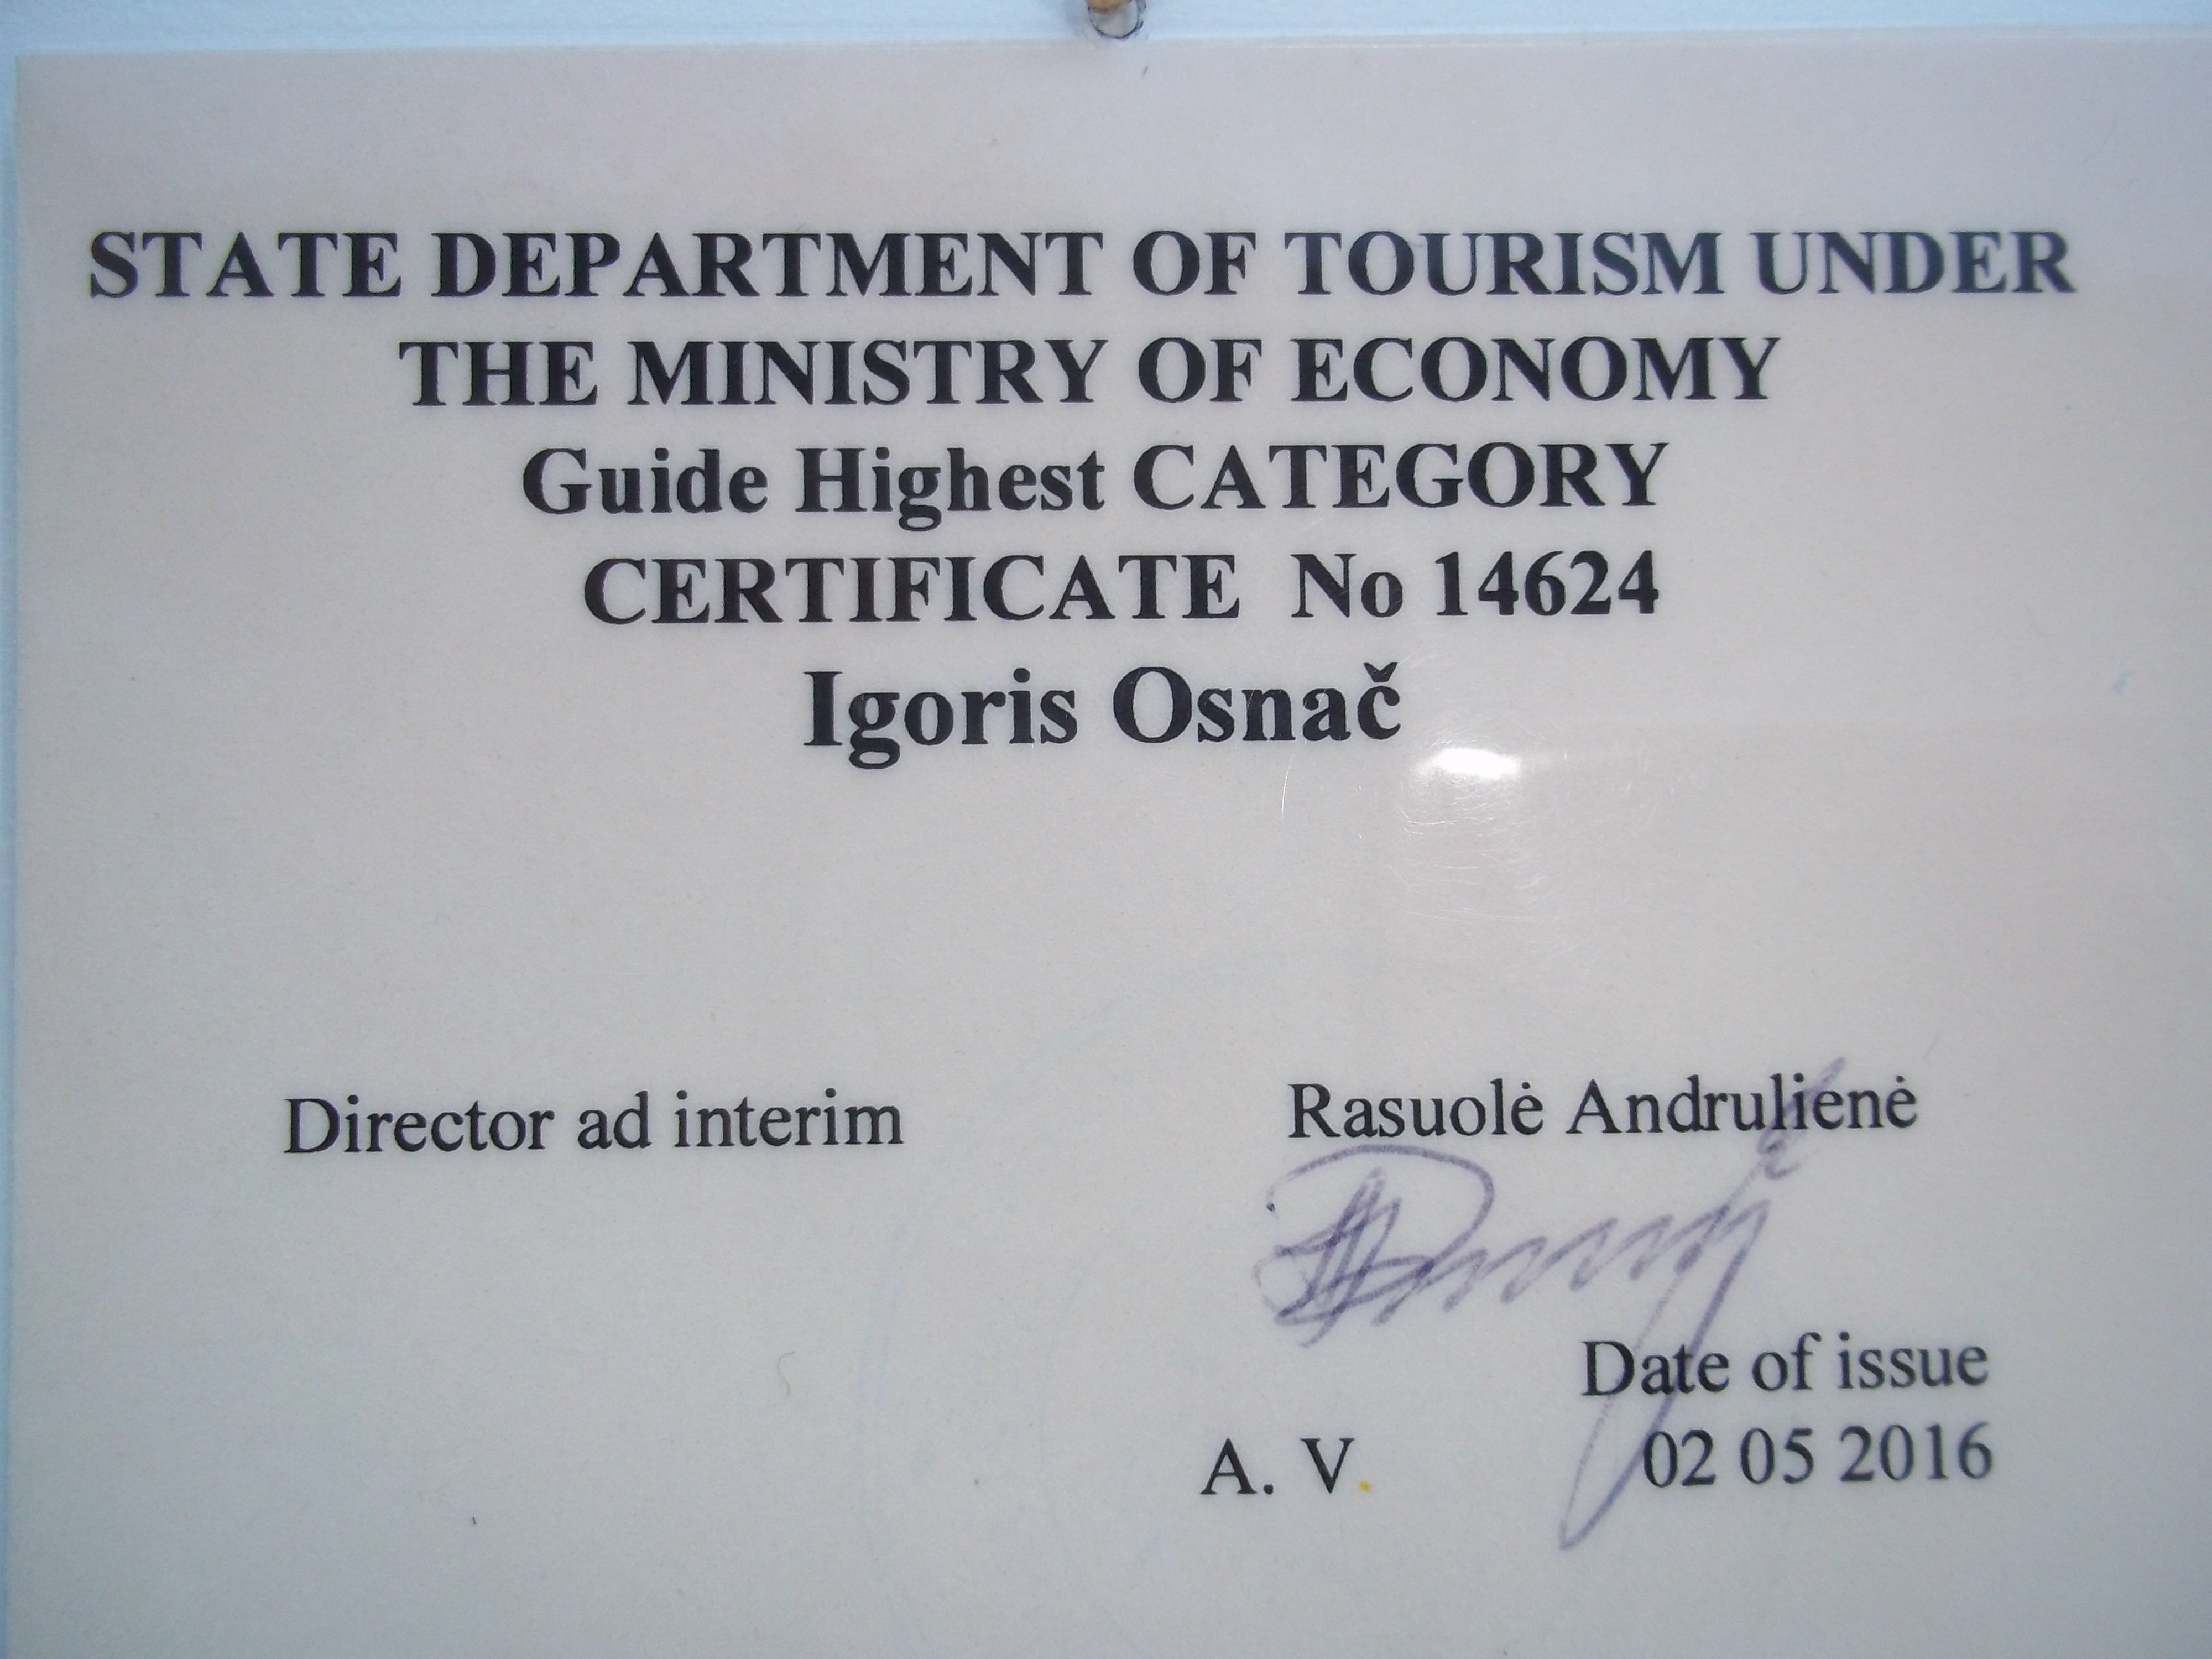 STATE DEPARTMENT OF TOURISM UNDER
THE MINISTRY OF ECONOMY
Guide Highest CATEGORY
CERTIFICATE No 14624
Igoris Osnač
Director ad interim Rasuolė Andrulienė
Date of issue
A. V. 02 05 2016